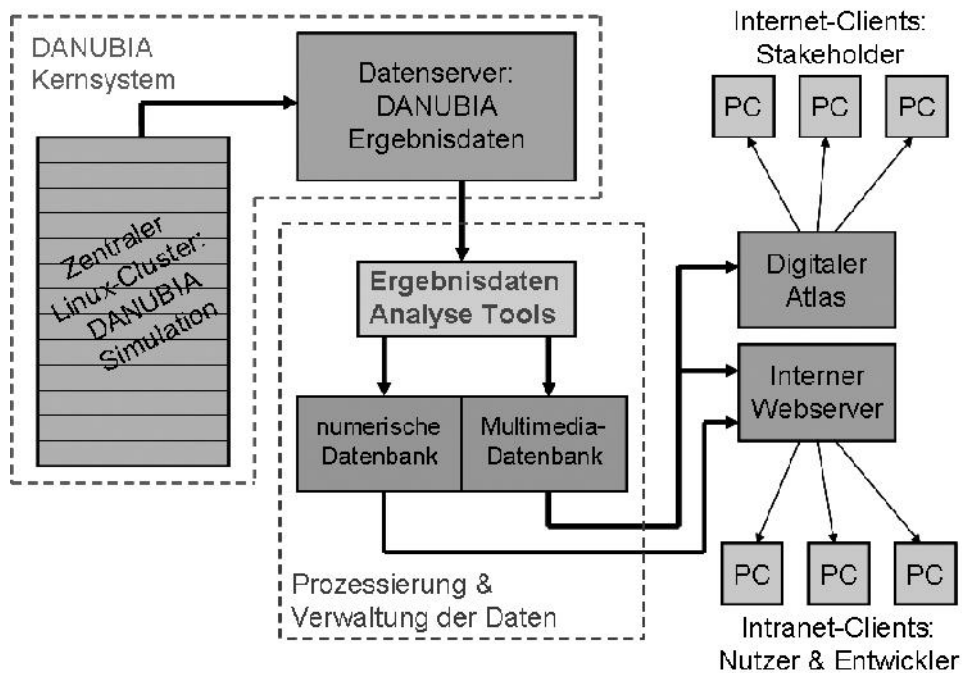 DANUBIA
Kernsystem
Zentraler
Linux-Cluster:
DANUBIA
Simulation
Datenserver:
DANUBIA
Ergebnisdaten
Ergebnisdaten
Analyse Tools
numerische
Datenbank
Multimedia-
Datenbank
Prozessierung &
Verwaltung der Daten
Internet-Clients:
Stakeholder
PC
PC
PC
Digitaler
Atlas
Interner
Webserver
PC
PC
PC
Intranet-Clients:
Nutzer & Entwickler